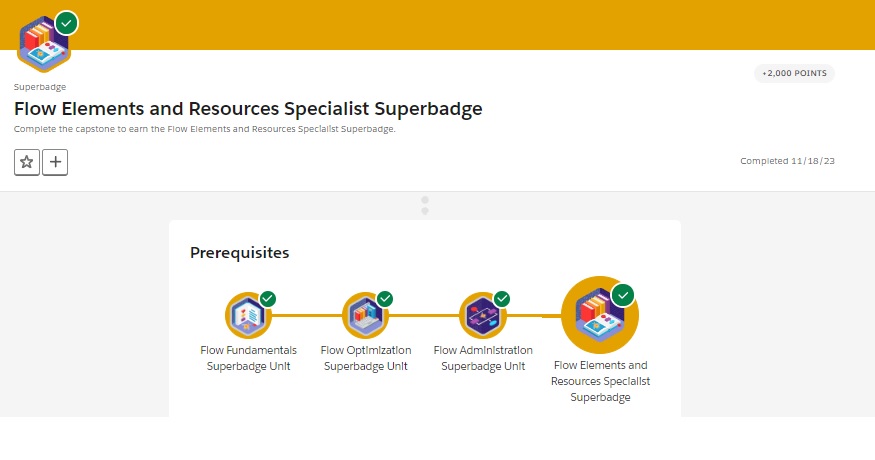 +2,000 POINTS
Superbadge
Flow Elements and Resources Specialist Superbadge
Complete the capstone to earn the Flow Elements and Resources Specialist Superbadge.
Completed 11/18/23
Prerequisites
Flow Fundamentals
Superbadge Unit
Flow Optimization
Superbadge Unit
Flow Administration
Superbadge Unit
Flow Elements and
Resources Specialist
Superbadge